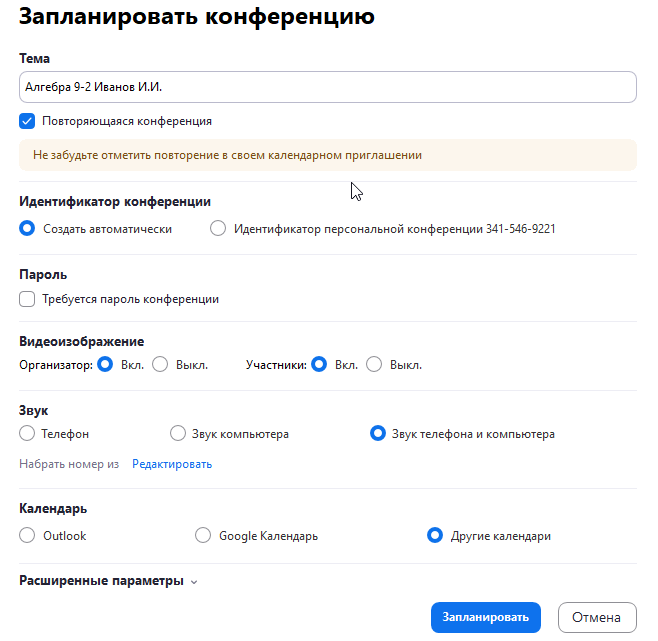 Запланировать конференцию
Тема
Алгебра 9-2 Иванов И.И.
Повторяющаяся конференция
Не забудьте отметить повторение в своем календарном приглашении
Идентификатор конференции
Создать автоматически Идентификатор персональной конференции 341-546-9221
Пароль
Требуется пароль конференции
Видеоизображение
Организатор: Вкл. Выкл. Участники: Вкл. Выкл.
Звук
Телефон Звук компьютера Звук телефона и компьютера
Набрать номер из Редактировать
Календарь
Outlook Google Календарь Другие календари
Расширенные параметры
Запланировать Отмена